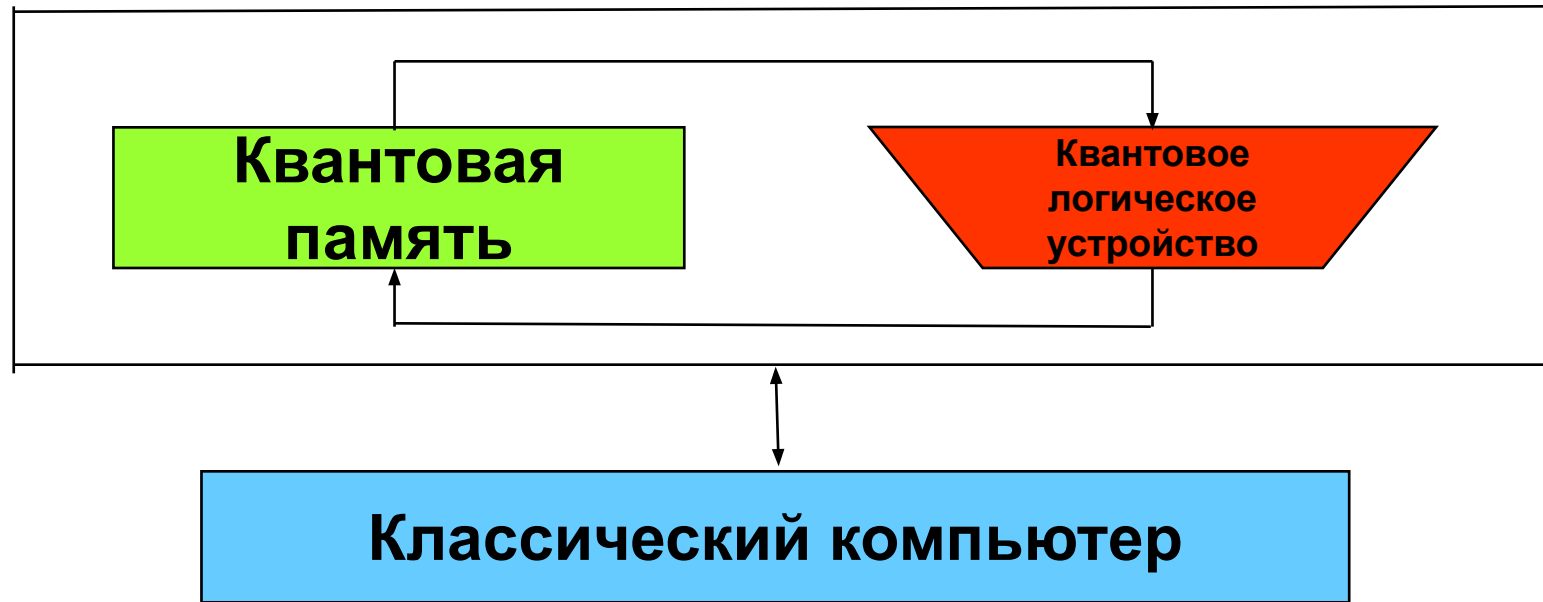 Квантовая
память
Квантовое
логическое
устройство
Классический компьютер